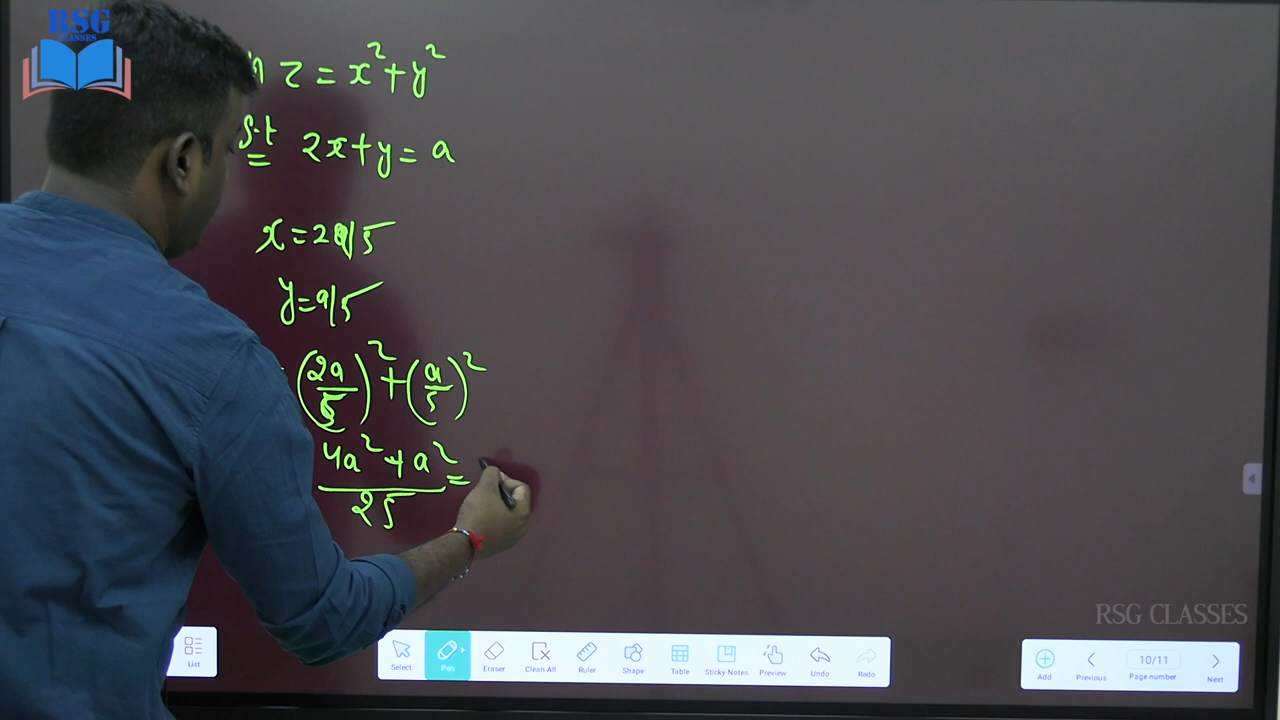 RSG
CLASSES
z = x² + y²
S.t 2x + y = a
x = 2a/5
y = a/5
(2a/5)² + (a/5)²
4a² + a² / 25 =
RSG CLASSES
List
Select
Pen
Eraser
Clean All
Ruler
Shape
Table
Sticky-Notes
Preview
Undo
Redo
Add
Previous
10/11
Page number
Next